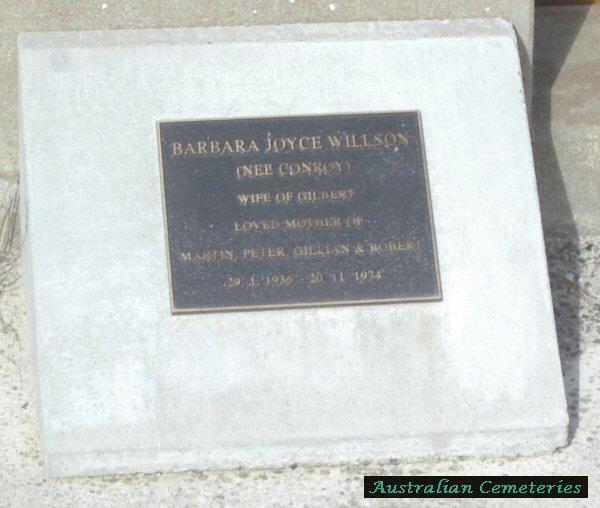 BARBARA JOYCE WILLSON
(NEE CONROY)
WIFE OF GILBERT
LOVED MOTHER OF
MARTIN, PETER, GILLIAN & ROBERT
29. 1. 1936 - 20. 11. 1974
Australian Cemeteries